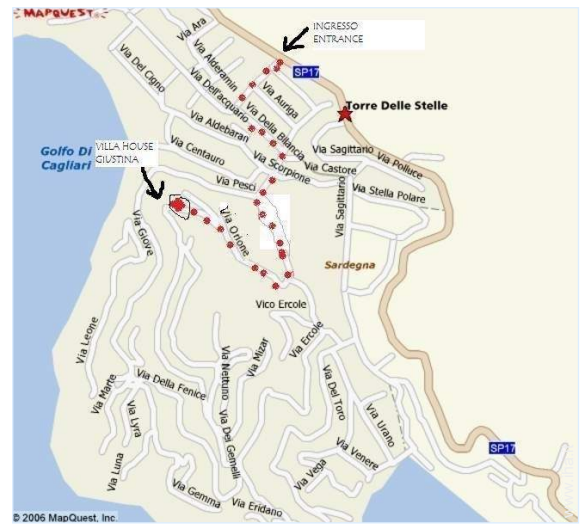 MAPQUEST
INGRESSO
ENTRANCE
Via Ara
SP17
Via Alderamin
Via Del Cigno
Via Dell'acquario
Via Auriga
Torre Delle Stelle
Via Aldebaran
Via Della Bilancia
Golfo Di
Cagliari
VILLA HOUSE
GIUSTINA
Via Centauro
Via Sagittario
Via Polluce
Via Scorpione
Via Castore
Via Pesci
Via Stella Polare
Via Sagittario
Via Giove
Via Orione
Sardegna
Vico Ercole
Via Leone
Via Mizar
Via Ercole
Via Nettuno
Via Della Fenice
Via Marte
Via Del Toro
Via Lyra
Via Dei Gemelli
Via Urano
Via Venere
SP17
Via Luna
Via Vega
Via Gemma
Via Eridano
© 2006 MapQuest, Inc.